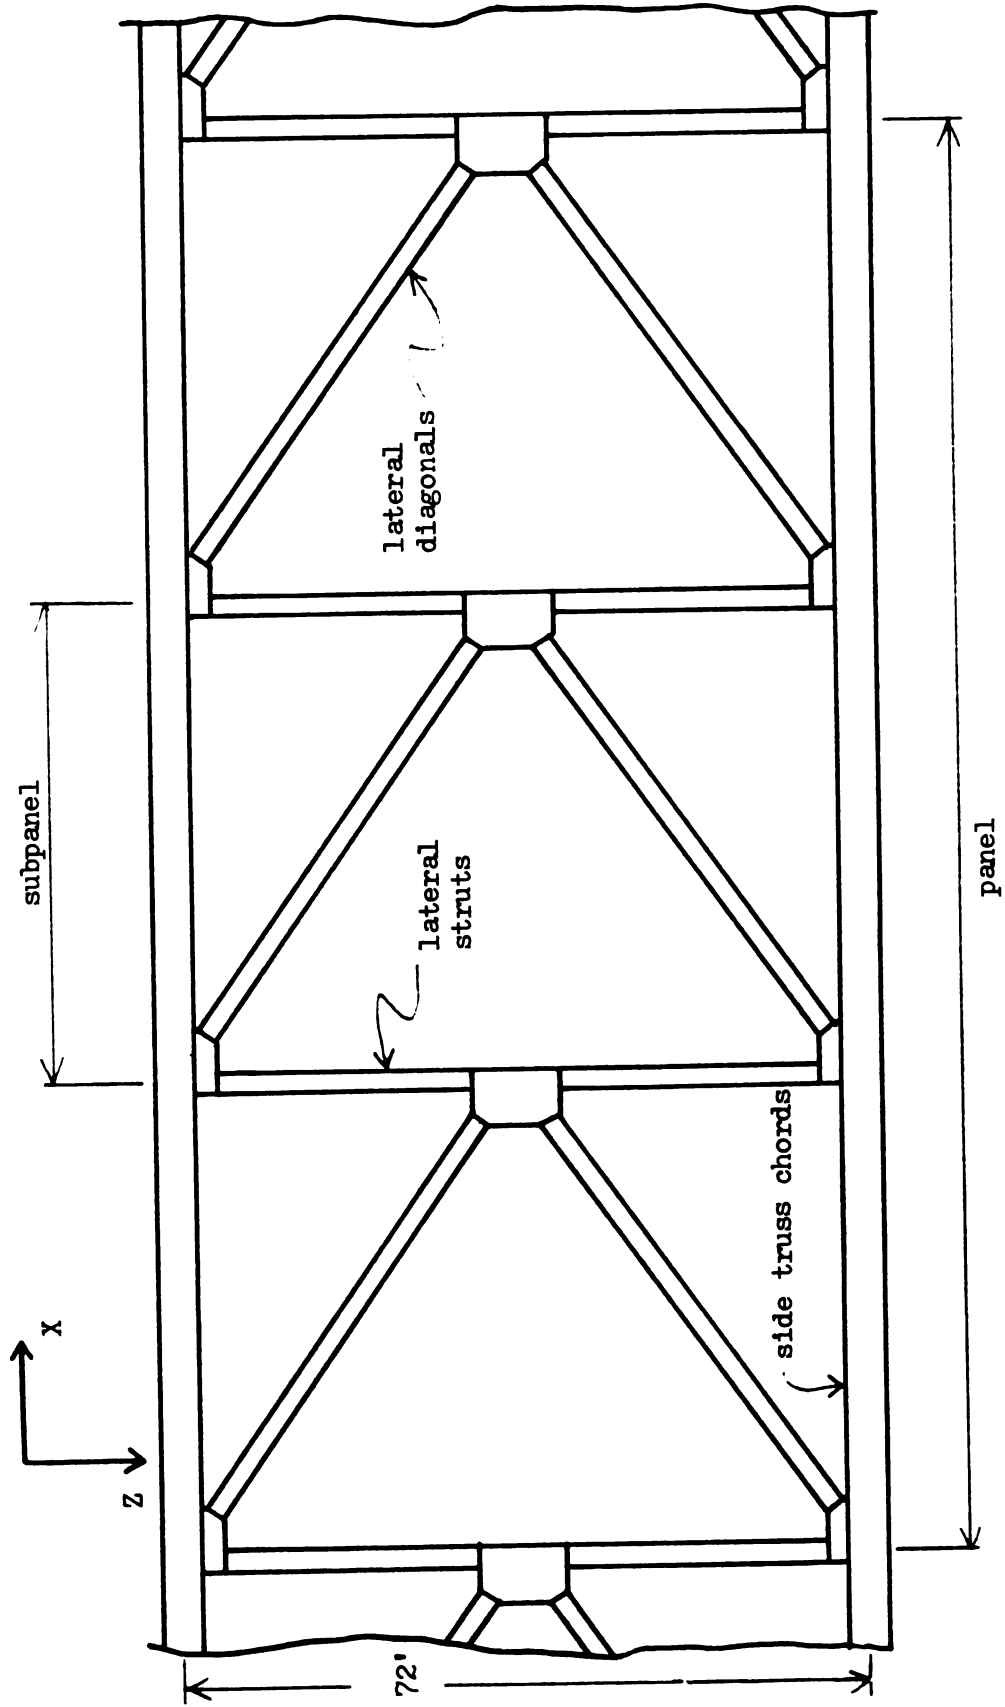 subpanel
lateral
diagonals
lateral
struts
side truss chords
panel
72'
X
Z